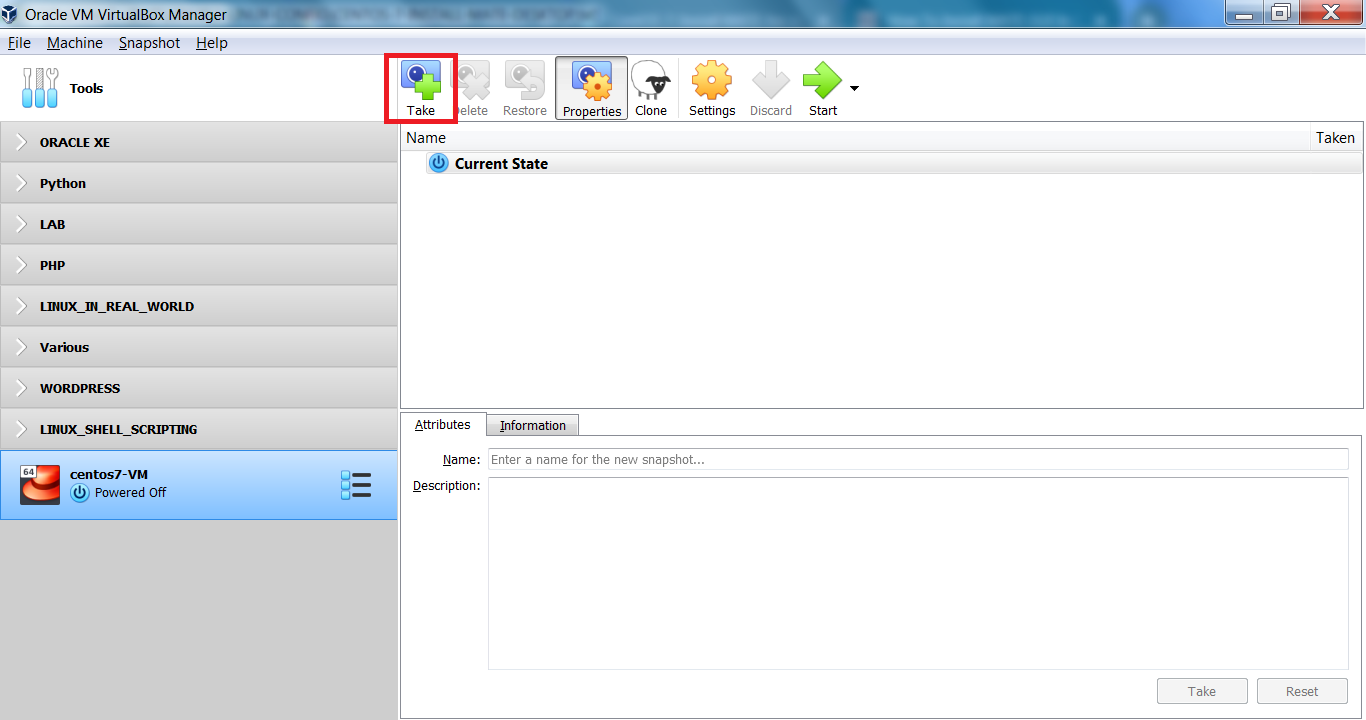 Oracle VM VirtualBox Manager
File Machine Snapshot Help
Tools
Take
elete
Restore
Properties
Clone
Settings
Discard
Start
ORACLE XE
Python
LAB
PHP
LINUX_IN_REAL_WORLD
Various
WORDPRESS
LINUX_SHELL_SCRIPTING
64
centos7-VM
Powered Off
Name Taken
Current State
Attributes Information
Name: Enter a name for the new snapshot...
Description:
Take Reset